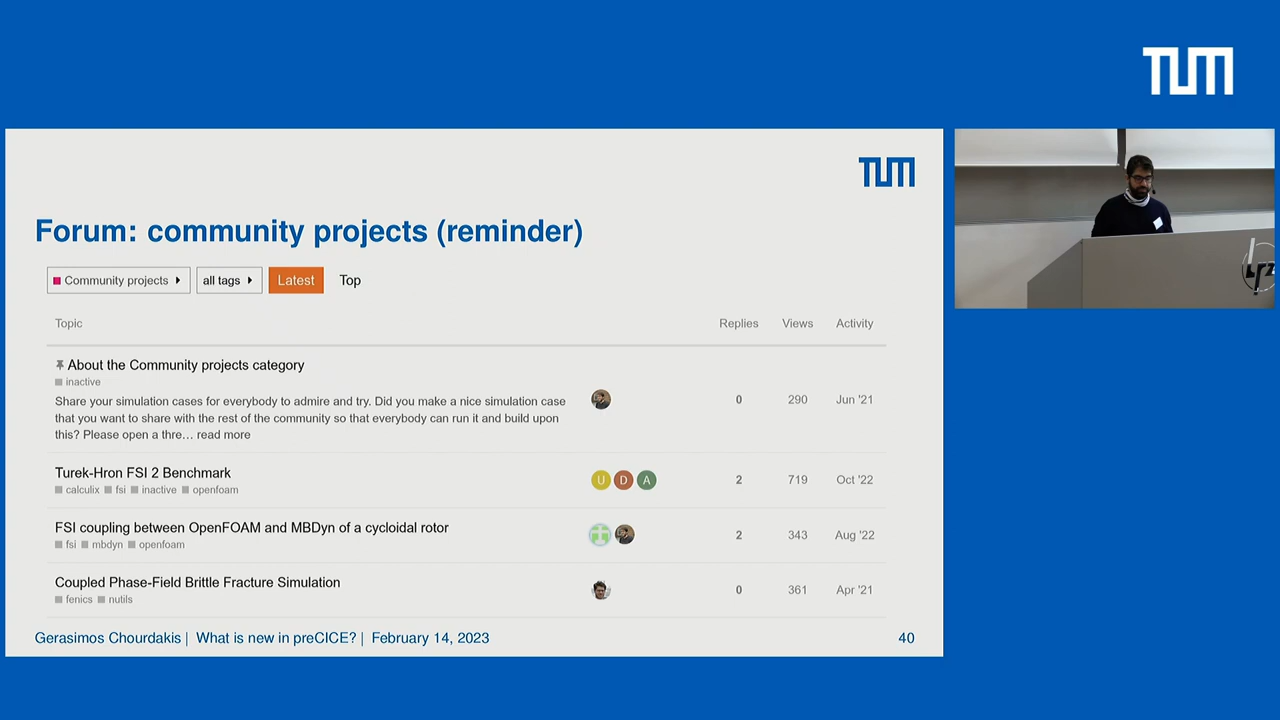 TUM
TUM
Forum: community projects (reminder)
Community projects all tags Latest Top
Topic Replies Views Activity
About the Community projects category
inactive
Share your simulation cases for everybody to admire and try. Did you make a nice simulation case
that you want to share with the rest of the community so that everybody can run it and build upon
this? Please open a thre… read more
0 290 Jun '21
Turek-Hron FSI 2 Benchmark
calculix fsi inactive openfoam
U D A 2 719 Oct '22
FSI coupling between OpenFOAM and MBDyn of a cycloidal rotor
fsi mbdyn openfoam
2 343 Aug '22
Coupled Phase-Field Brittle Fracture Simulation
fenics nutils
0 361 Apr '21
Gerasimos Chourdakis | What is new in preCICE? | February 14, 2023 40
lrz